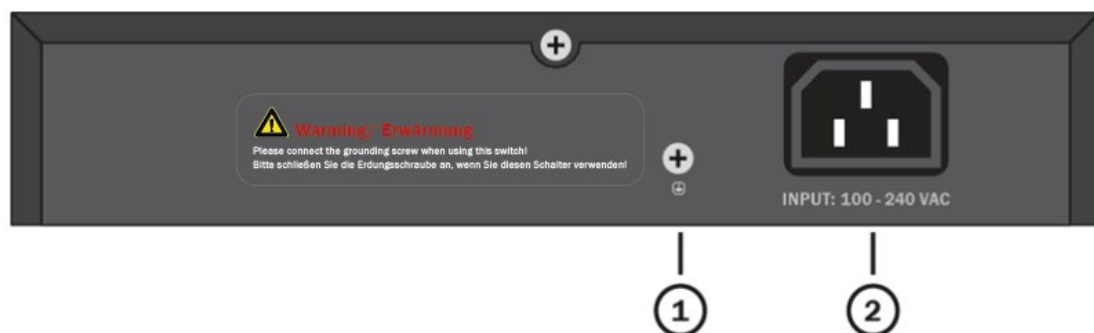 Warming/ Erwärmung
Please connect the grounding screw when using this switch!
Bitte schließen Sie die Erdungsschraube an, wenn Sie diesen Schalter verwenden!
INPUT: 100 - 240 VAC
1
2